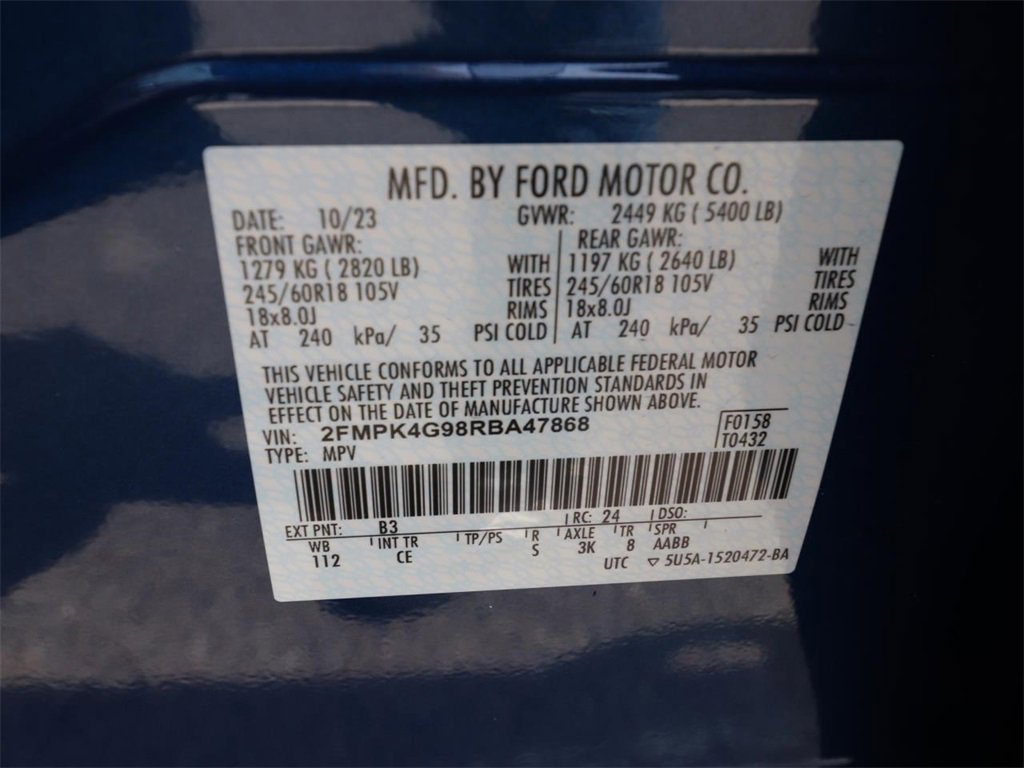 MFD. BY FORD MOTOR CO.
DATE: 10/23 GVWR: 2449 KG ( 5400 LB)
FRONT GAWR: REAR GAWR:
1279 KG ( 2820 LB) WITH 1197 KG ( 2640 LB) WITH
245/60R18 105V TIRES 245/60R18 105V TIRES
18x8.0J RIMS 18x8.0J RIMS
AT 240 kPa/ 35 PSI COLD AT 240 kPa/ 35 PSI COLD
THIS VEHICLE CONFORMS TO ALL APPLICABLE FEDERAL MOTOR
VEHICLE SAFETY AND THEFT PREVENTION STANDARDS IN
EFFECT ON THE DATE OF MANUFACTURE SHOWN ABOVE.
VIN: 2FMPK4G98RBA47868 F0158
TYPE: MPV T0432
EXT PNT: B3 RC: 24 DSO:
WB INT TR TP/PS R AXLE TR SPR
112 CE S 3K 8 AABB
UTC ▽ 5U5A-1520472-BA